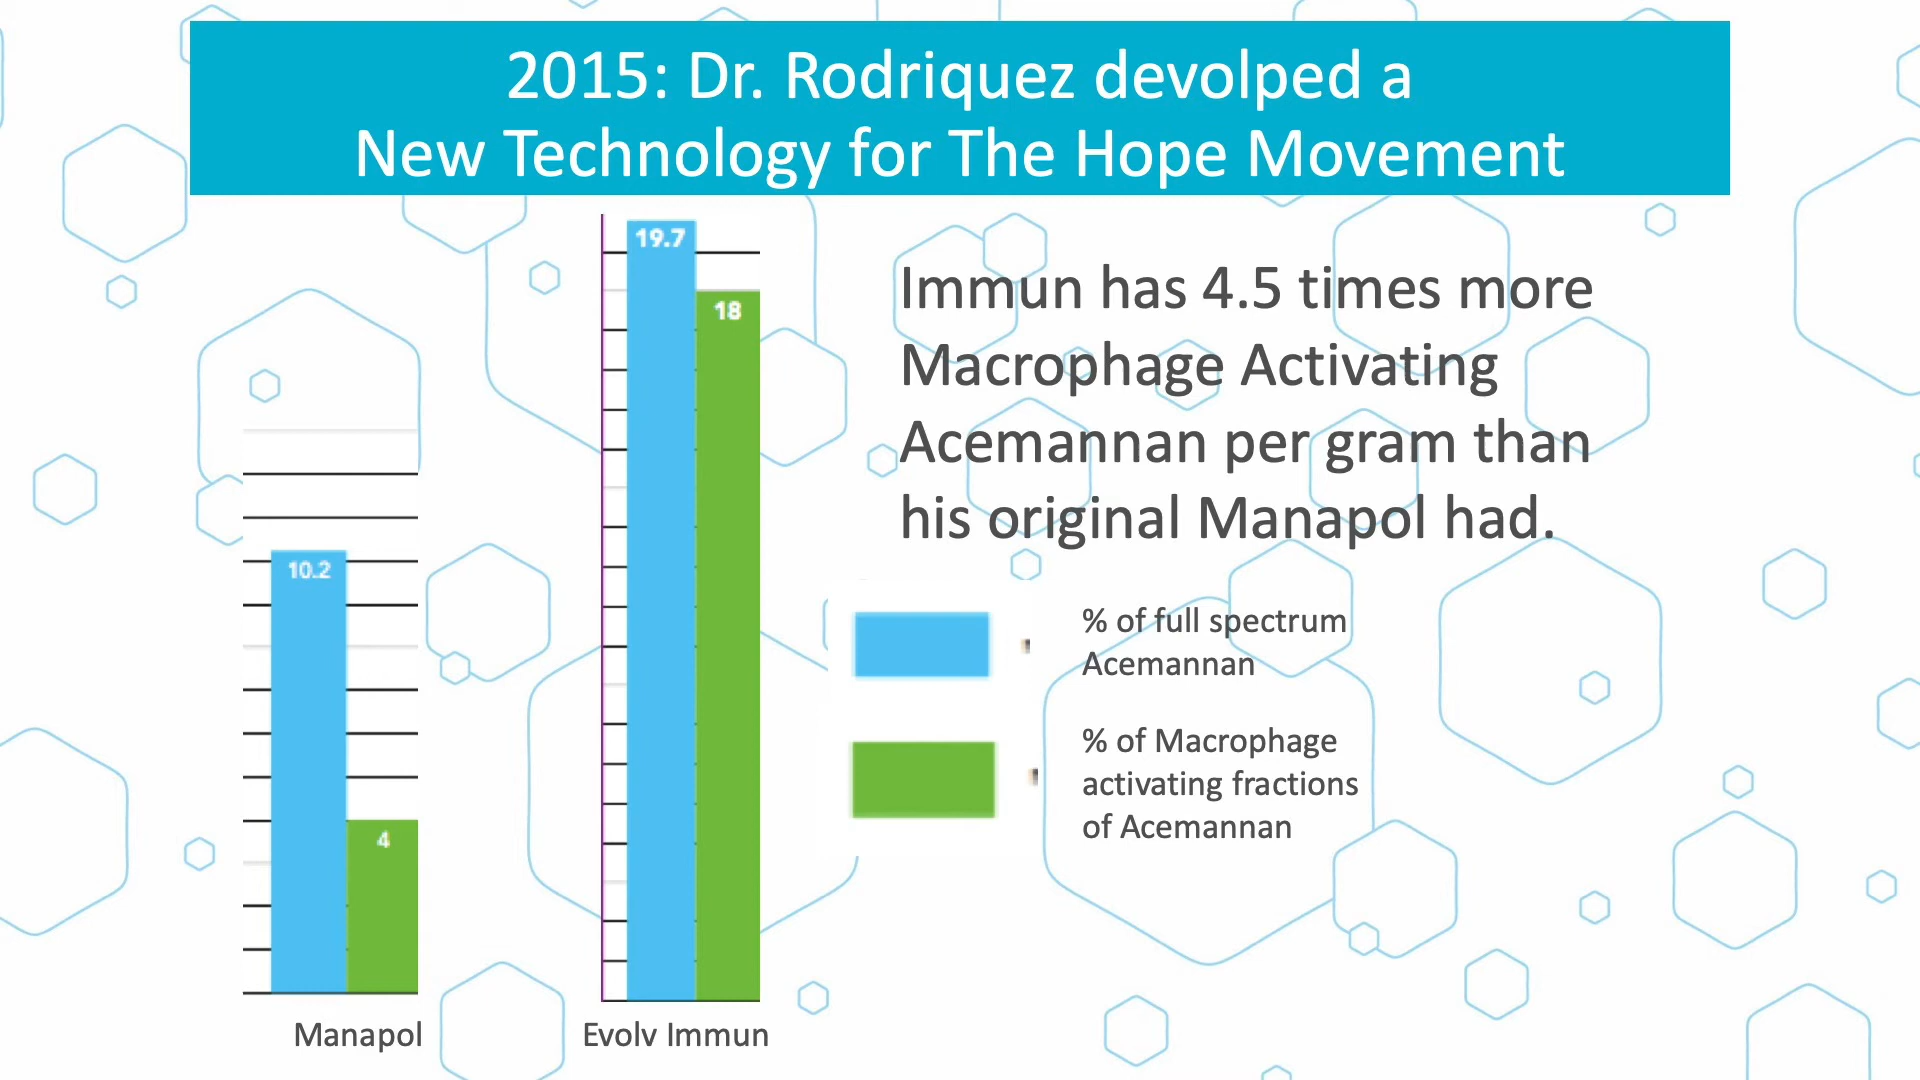 2015: Dr. Rodriquez devolped a
New Technology for The Hope Movement
19.7
18
10.2
4
Manapol
Evolv Immun
Immun has 4.5 times more
Macrophage Activating
Acemannan per gram than
his original Manapol had.
% of full spectrum
Acemannan
% of Macrophage
activating fractions
of Acemannan